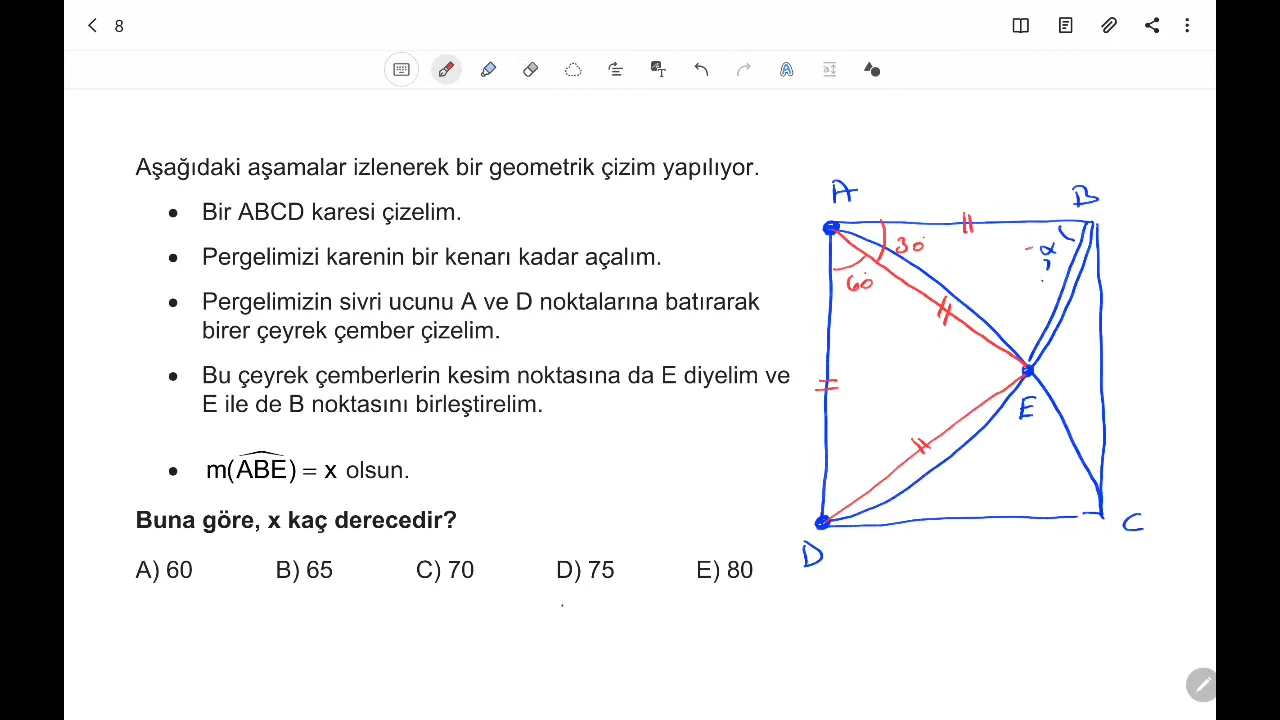 8
Aşağıdaki aşamalar izlenerek bir geometrik çizim yapılıyor.
• Bir ABCD karesi çizelim.
• Pergelimizi karenin bir kenarı kadar açalım.
• Pergelimizin sivri ucunu A ve D noktalarına batırarak
birer çeyrek çember çizelim.
• Bu çeyrek çemberlerin kesim noktasına da E diyelim ve
E ile de B noktasını birleştirelim.
• m(ABE) = x olsun.
Buna göre, x kaç derecedir?
A) 60 B) 65 C) 70 D) 75 E) 80
A B
30°
60°
α
?
E
D C